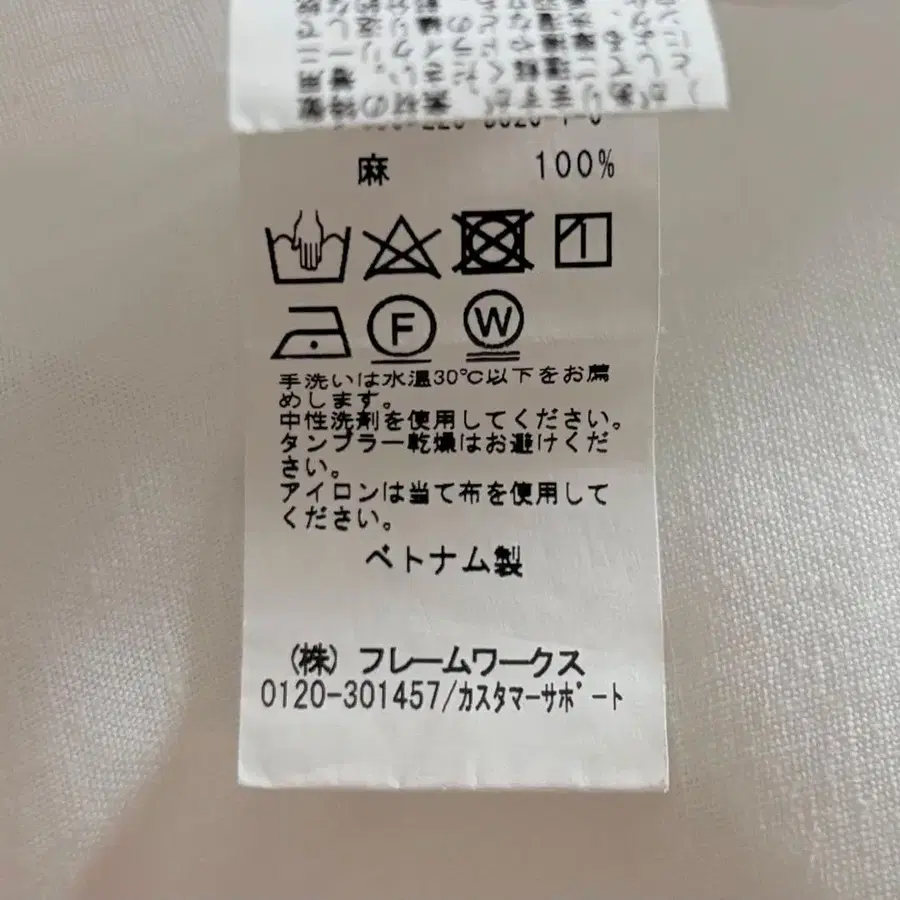 麻 100%
F W
手洗いは水温30℃以下をお薦
めします。
中性洗剤を使用してください。
タンブラー乾燥はお避けくだ
さい。
アイロンは当て布を使用して
ください。
ベトナム製
(株)フレームワークス
0120-301457/カスタマーサポート